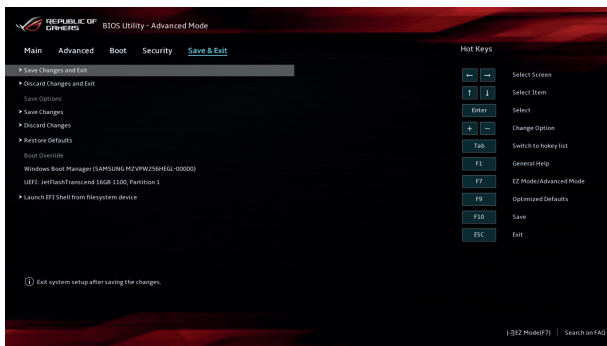 REPUBLIC OF
GAMERS
BIOS Utility - Advanced Mode
Main Advanced Boot Security Save & Exit
Hot Keys
➤ Save Changes and Exit
➤ Discard Changes and Exit
Save Options
➤ Save Changes
➤ Discard Changes
➤ Restore Defaults
Boot Override
Windows Boot Manager (SAMSUNG MZVPW256HEGL-00000)
UEFI: JetFlashTranscend 16GB 1100, Partition 1
➤ Launch EFI Shell from filesystem device
← → Select Screen
↑ ↓ Select Item
Enter Select
+ − Change Option
Tab Switch to hokey list
F1 General Help
F7 EZ Mode/Advanced Mode
F9 Optimized Defaults
F10 Save
ESC Exit
i Exit system setup after saving the changes.
EZ Mode(F7) | Search on FAQ